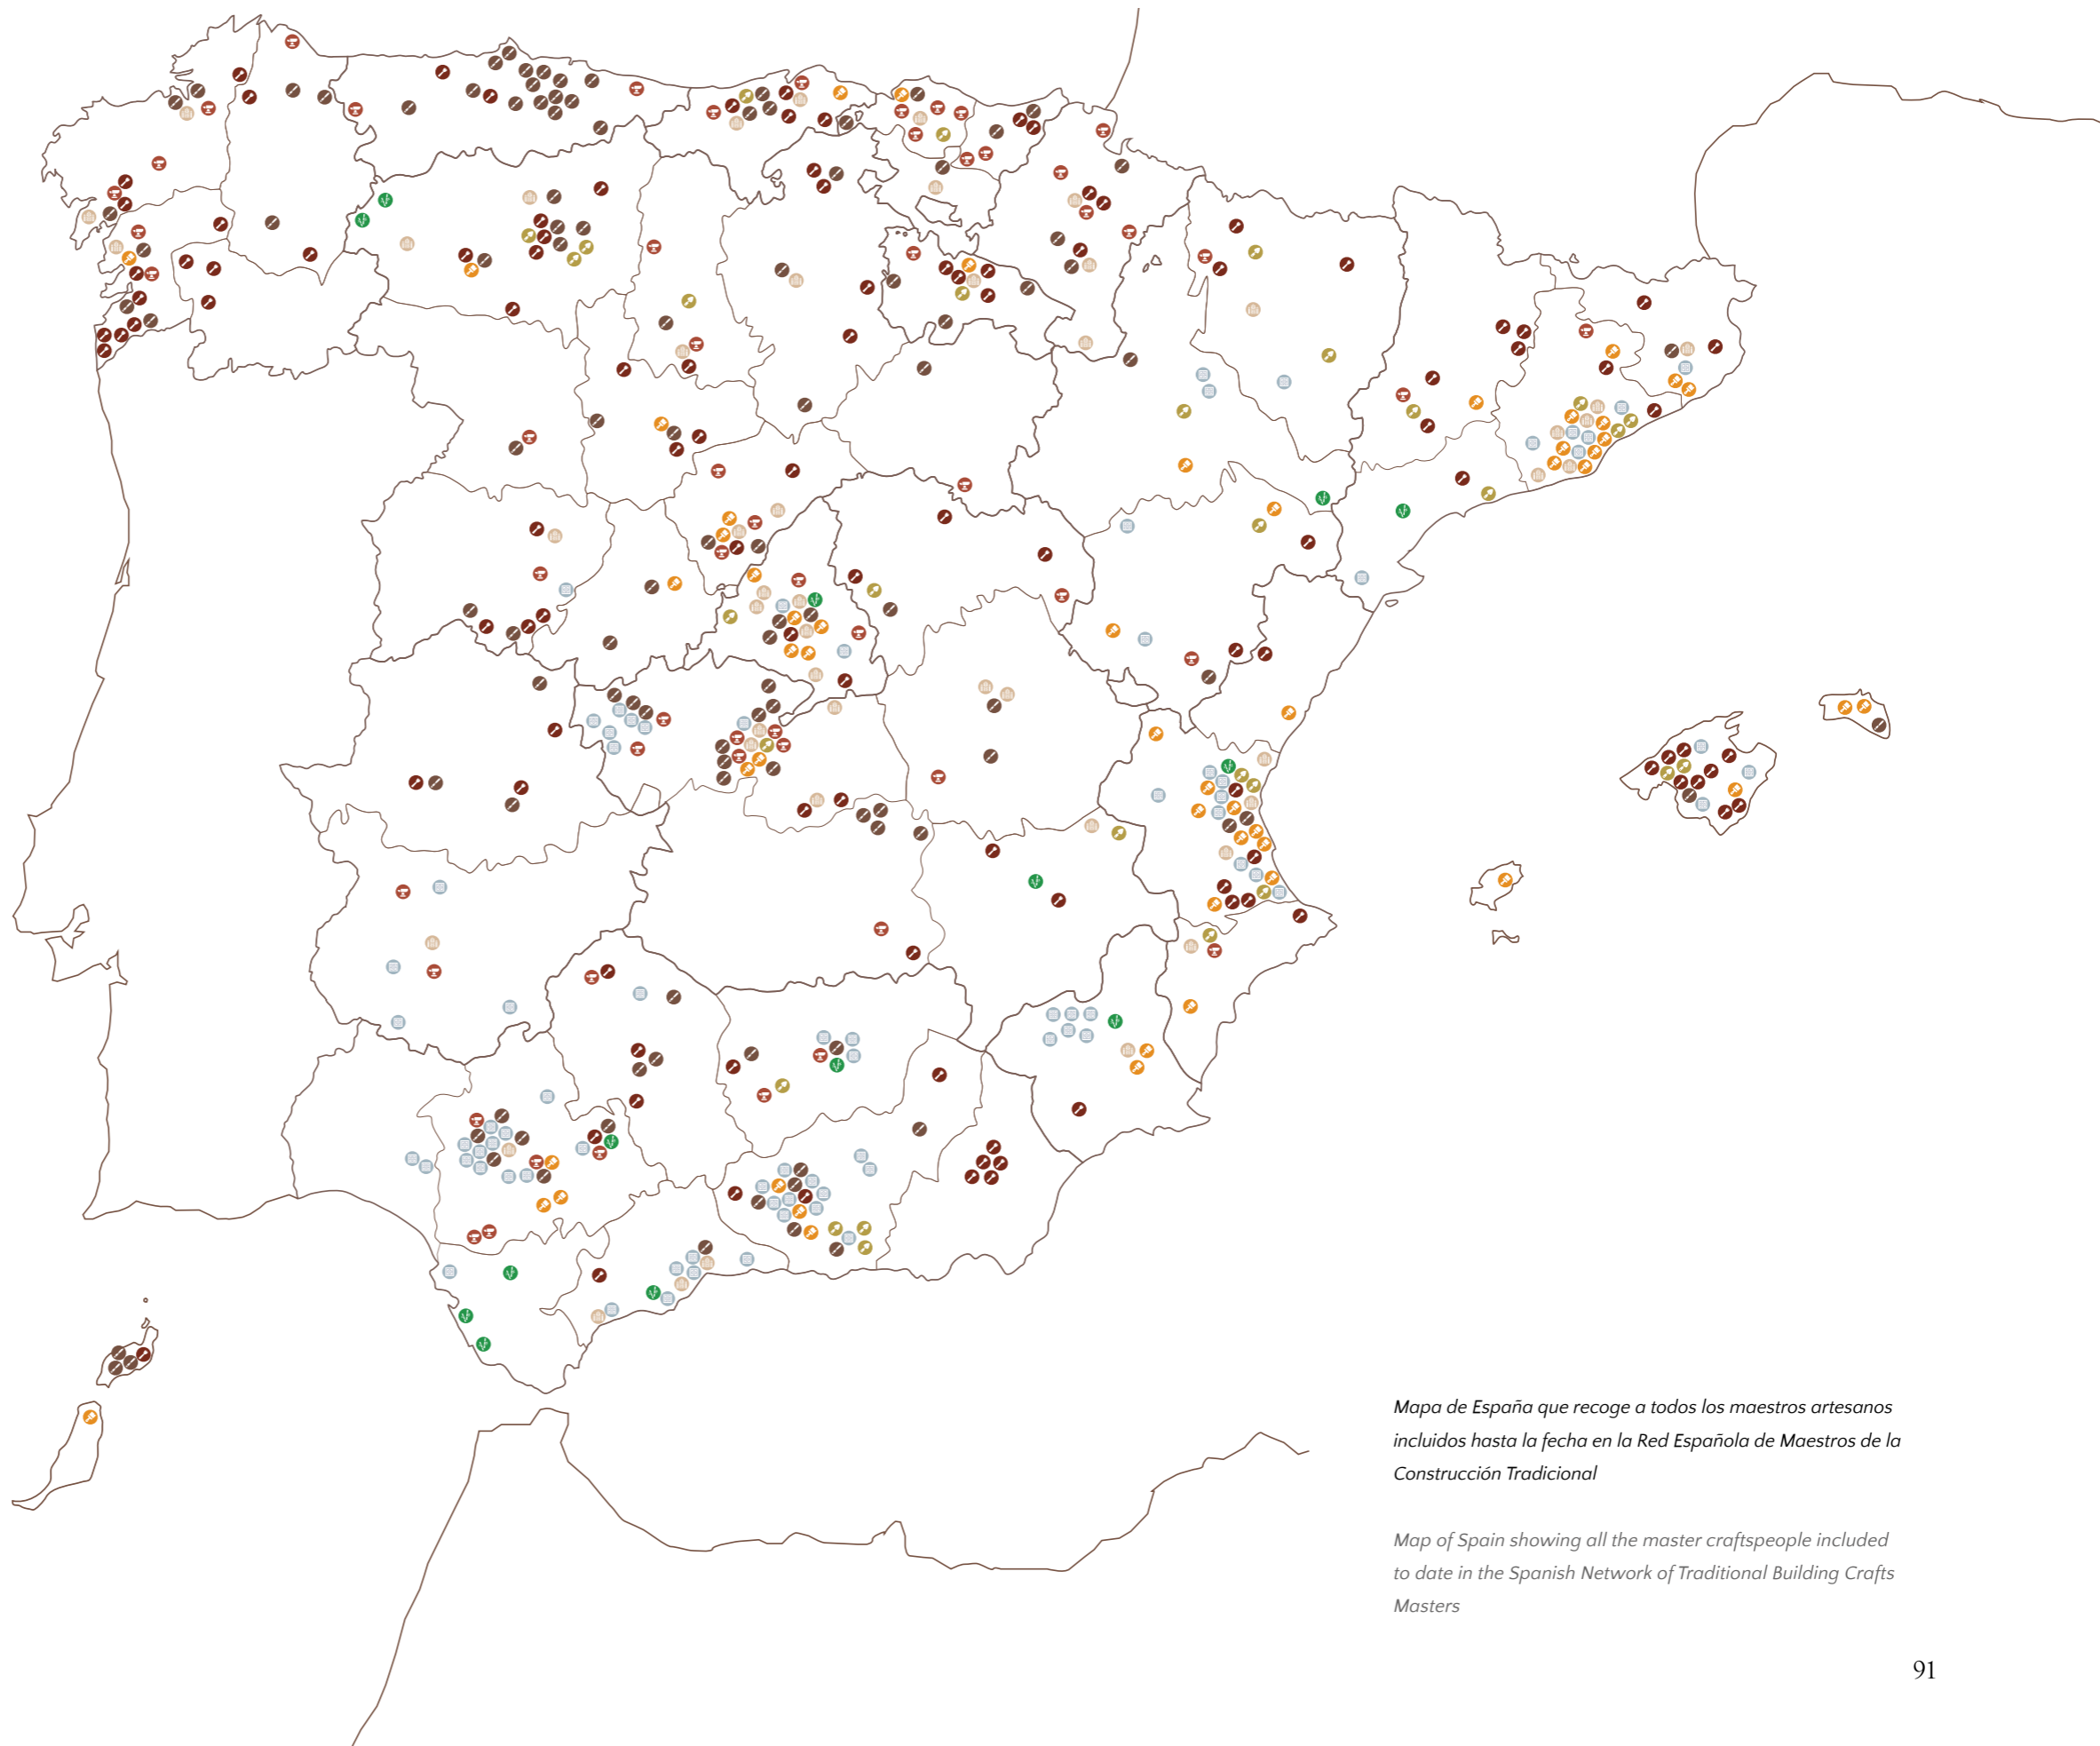 Mapa de España que recoge a todos los maestros artesanos
incluidos hasta la fecha en la Red Española de Maestros de la
Construcción Tradicional
Map of Spain showing all the master craftspeople included
to date in the Spanish Network of Traditional Building Crafts
Masters
91